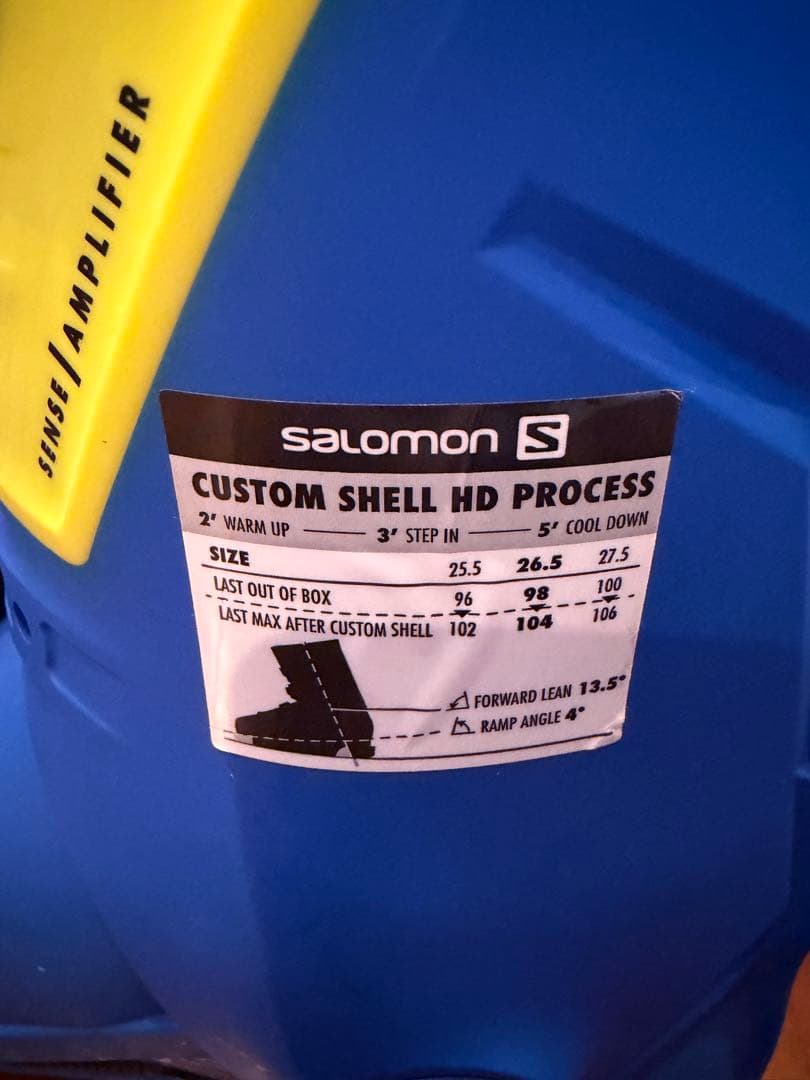 SENSE/AMPLIFIER
SALOMON S
CUSTOM SHELL HD PROCESS
2' WARM UP 3' STEP IN 5' COOL DOWN
SIZE 25.5 26.5 27.5
LAST OUT OF BOX 96 98 100
LAST MAX AFTER CUSTOM SHELL 102 104 106
FORWARD LEAN 13.5°
RAMP ANGLE 4°